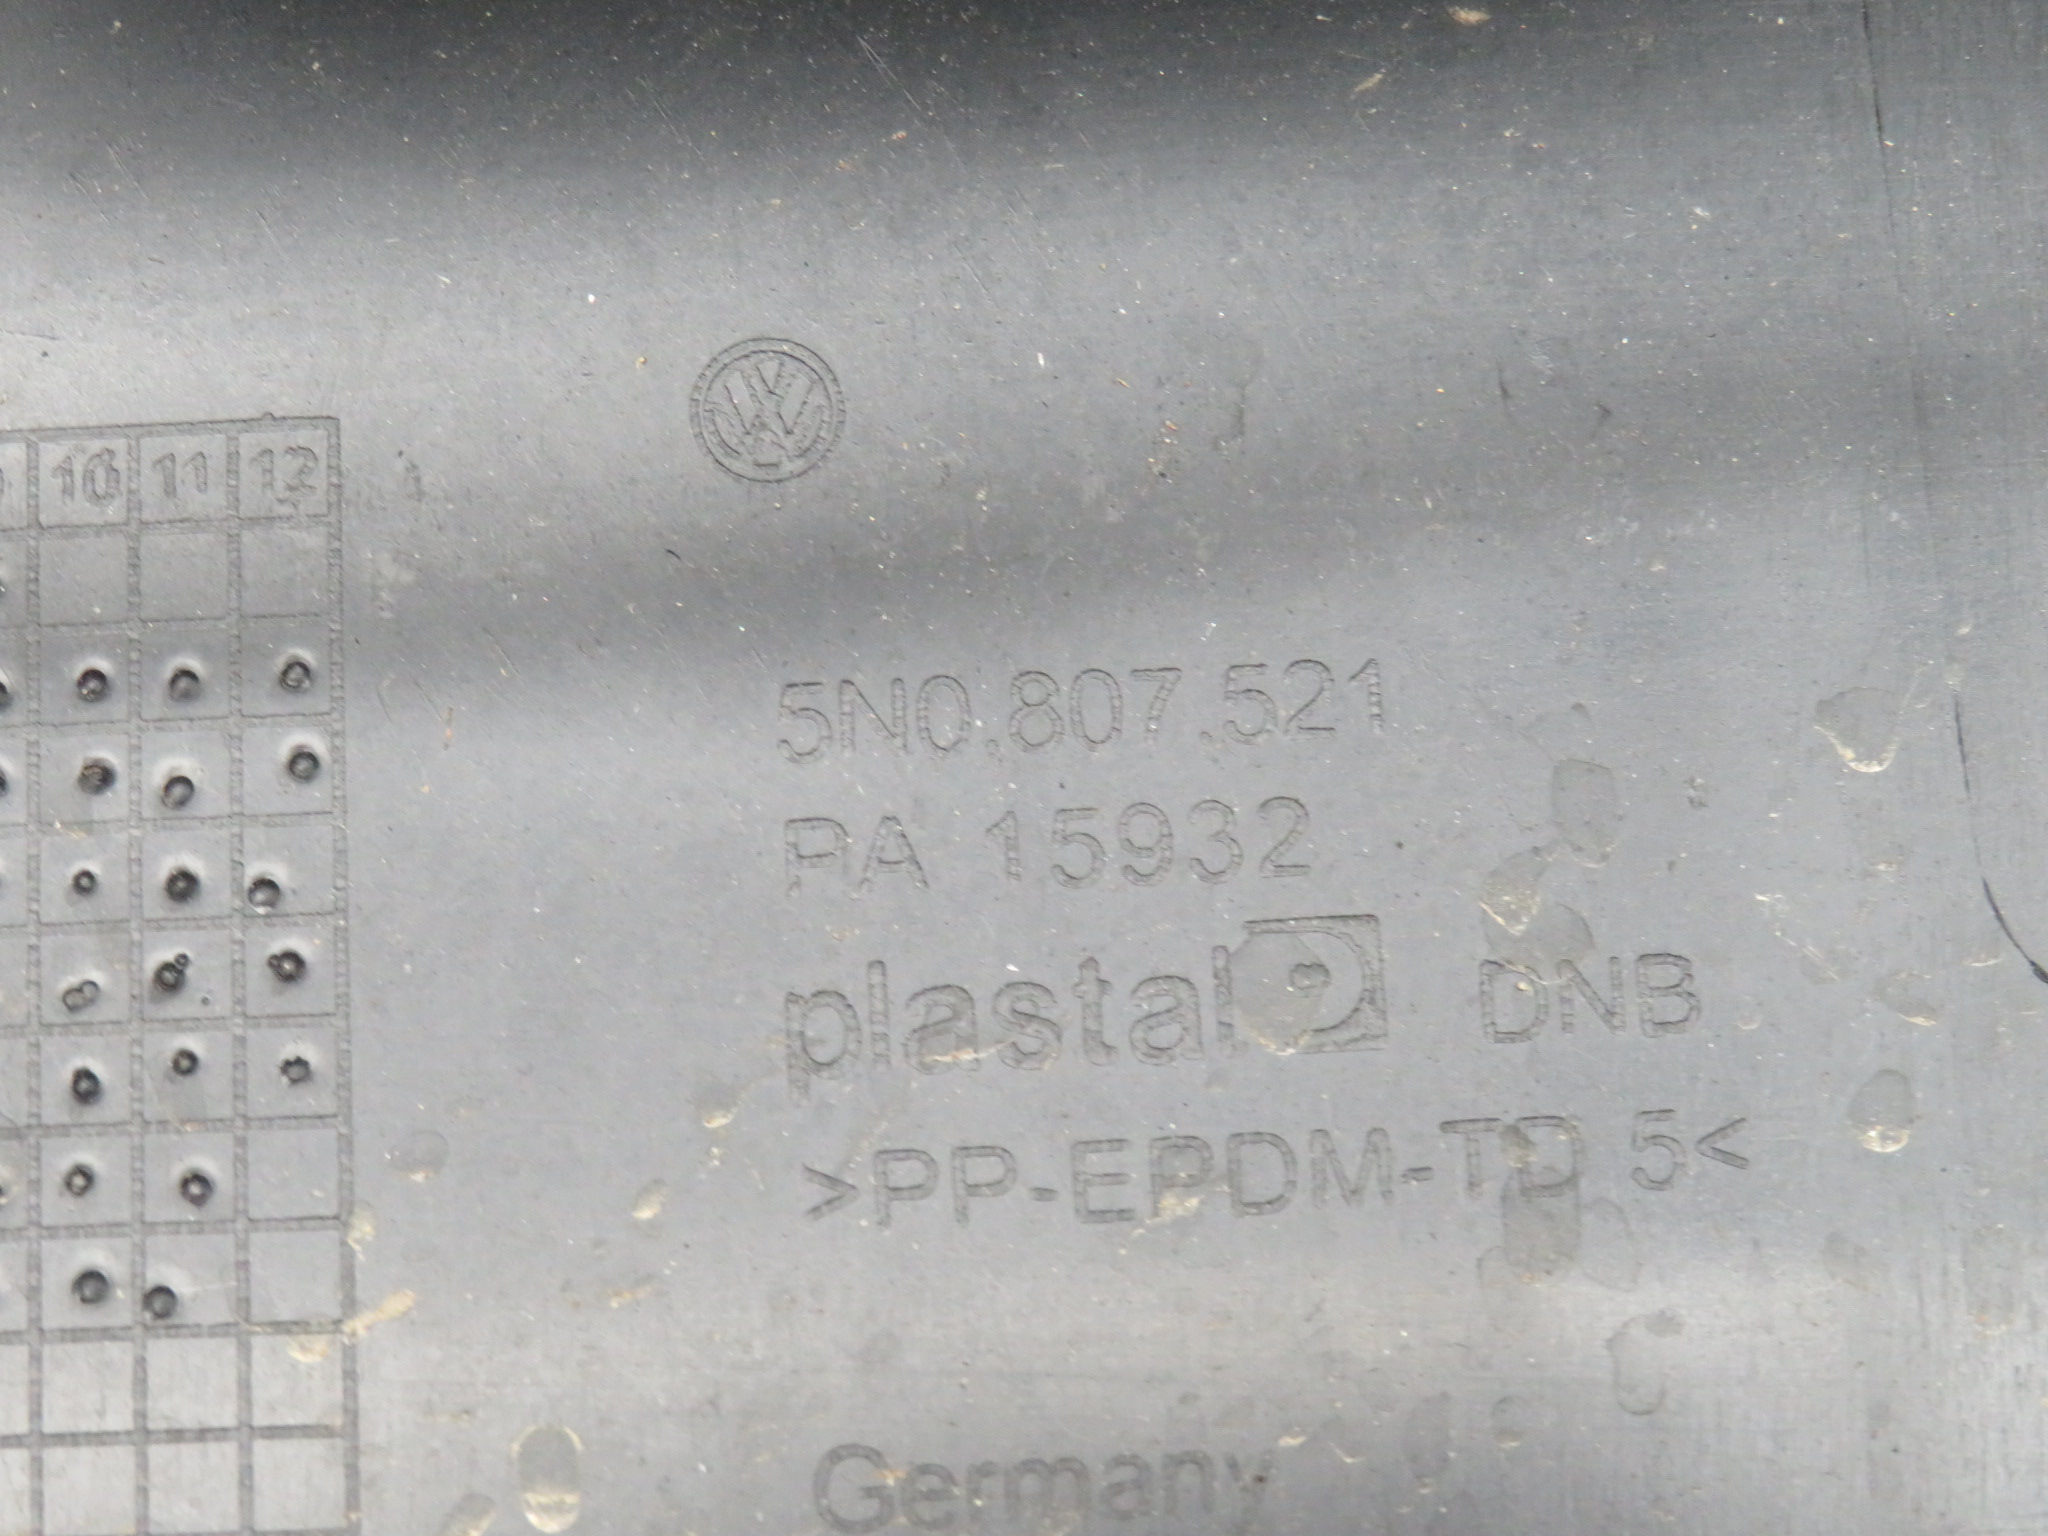 10 11 12
5N0.807.521
PA 15932
plastal DNB
>PP-EPDM-TD 5<
Germany